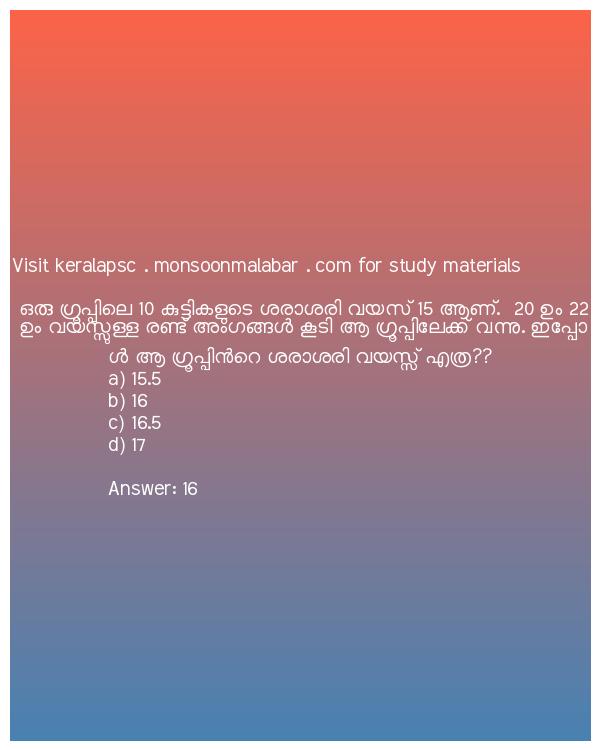 Visit keralapsc . monsoonmalabar . com for study materials
ഒരു ഗ്രൂപ്പിലെ 10 കുട്ടികളുടെ ശരാശരി വയസ് 15 ആണ്. 20 ഉം 22
ഉം വയസ്സുള്ള രണ്ട് അംഗങ്ങൾ കൂടി ആ ഗ്രൂപ്പിലേക്ക് വന്നു. ഇപ്പോ
ൾ ആ ഗ്രൂപ്പിൻറെ ശരാശരി വയസ്സ് എത്ര??
a) 15.5
b) 16
c) 16.5
d) 17
Answer: 16